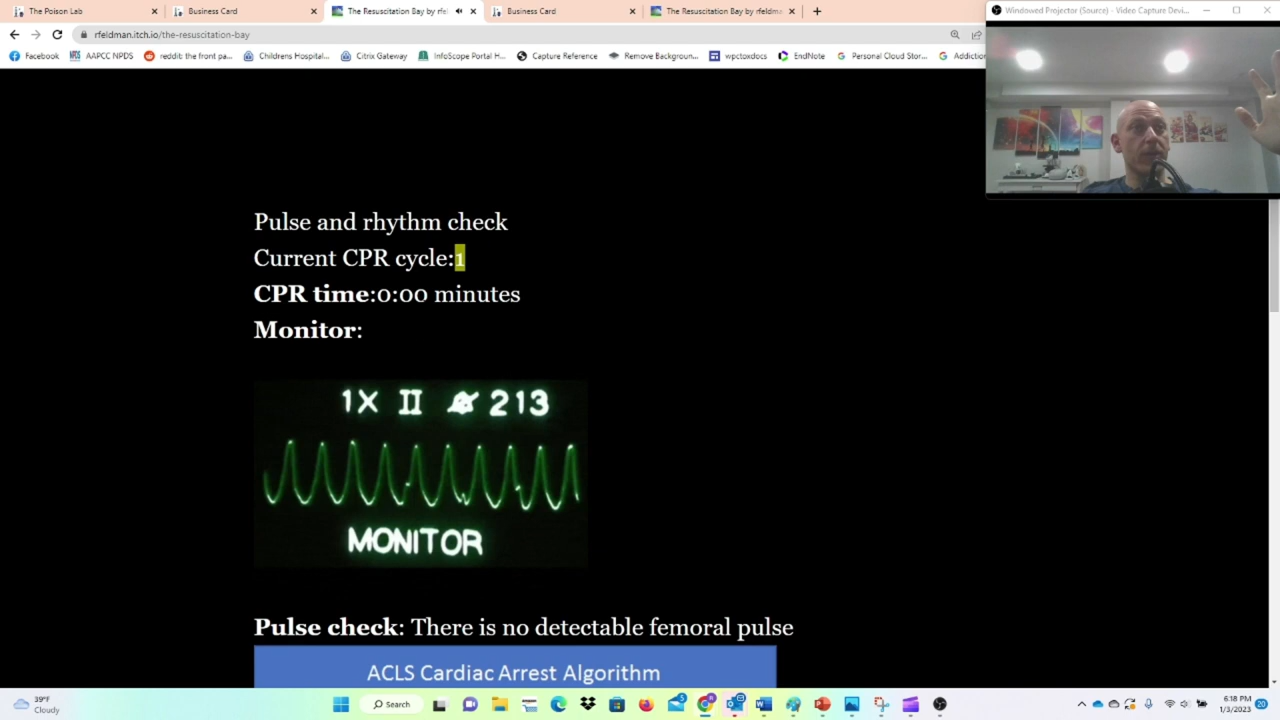 The Poison Lab
Business Card
The Resuscitation Bay by rfel
Business Card
The Resuscitation Bay by rfeldma
Windowed Projector (Source) - Video Capture Devi...
rfeldman.itch.io/the-resuscitation-bay
Facebook
AAPCC NPDS
reddit: the front pa...
Childrens Hospital...
Citrix Gateway
InfoScope Portal H...
Capture Reference
Remove Backgroun...
wpctoxdocs
EndNote
Personal Cloud Stor...
Addiction
Pulse and rhythm check
Current CPR cycle:1
CPR time:0:00 minutes
Monitor:
1X II 213
MONITOR
Pulse check: There is no detectable femoral pulse
ACLS Cardiac Arrest Algorithm
39°F
Cloudy
Search
6:18 PM
1/3/2023
20